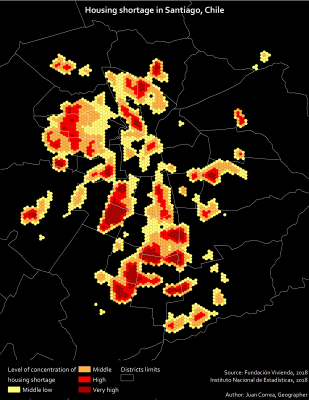 Housing shortage in Santiago, Chile
Level of concentration of
housing shortage
Middle low
Middle
High
Very high
Districts limits
Source: Fundación Vivienda, 2018
Instituto Nacional de Estadísticas, 2018
Author: Juan Correa, Geographer